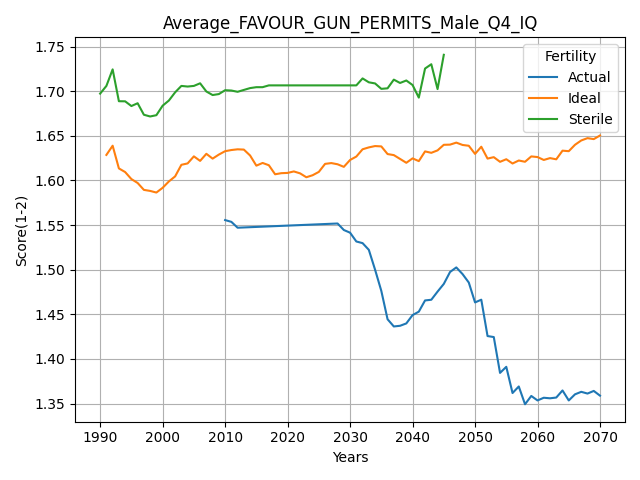 Average_FAVOUR_GUN_PERMITS_Male_Q4_IQ
Fertility
Actual
Ideal
Sterile
Score(1-2)
1.75
1.70
1.65
1.60
1.55
1.50
1.45
1.40
1.35
1990 2000 2010 2020 2030 2040 2050 2060 2070
Years